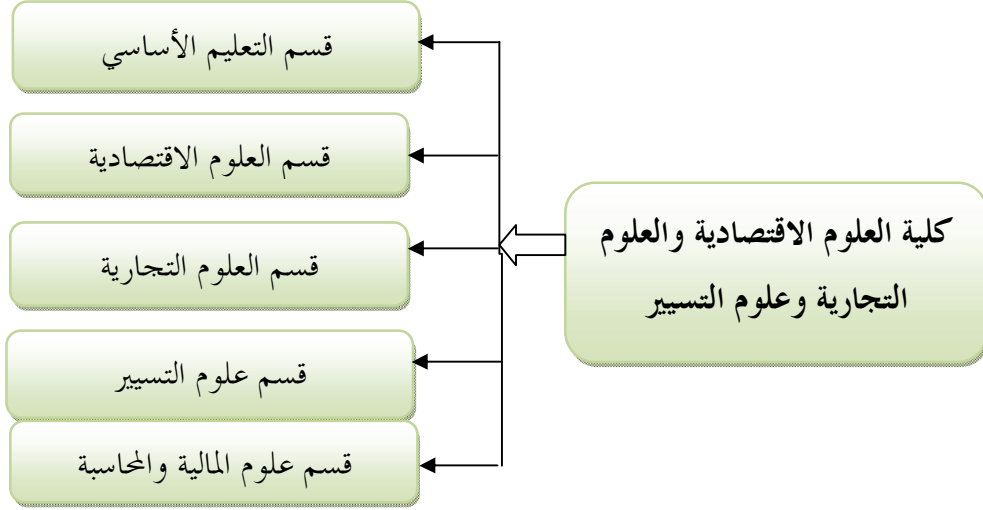 كلية العلوم الاقتصادية والعلوم
التجارية وعلوم التسيير
قسم التعليم الأساسي
قسم العلوم الاقتصادية
قسم العلوم التجارية
قسم علوم التسيير
قسم علوم المالية والمحاسبة